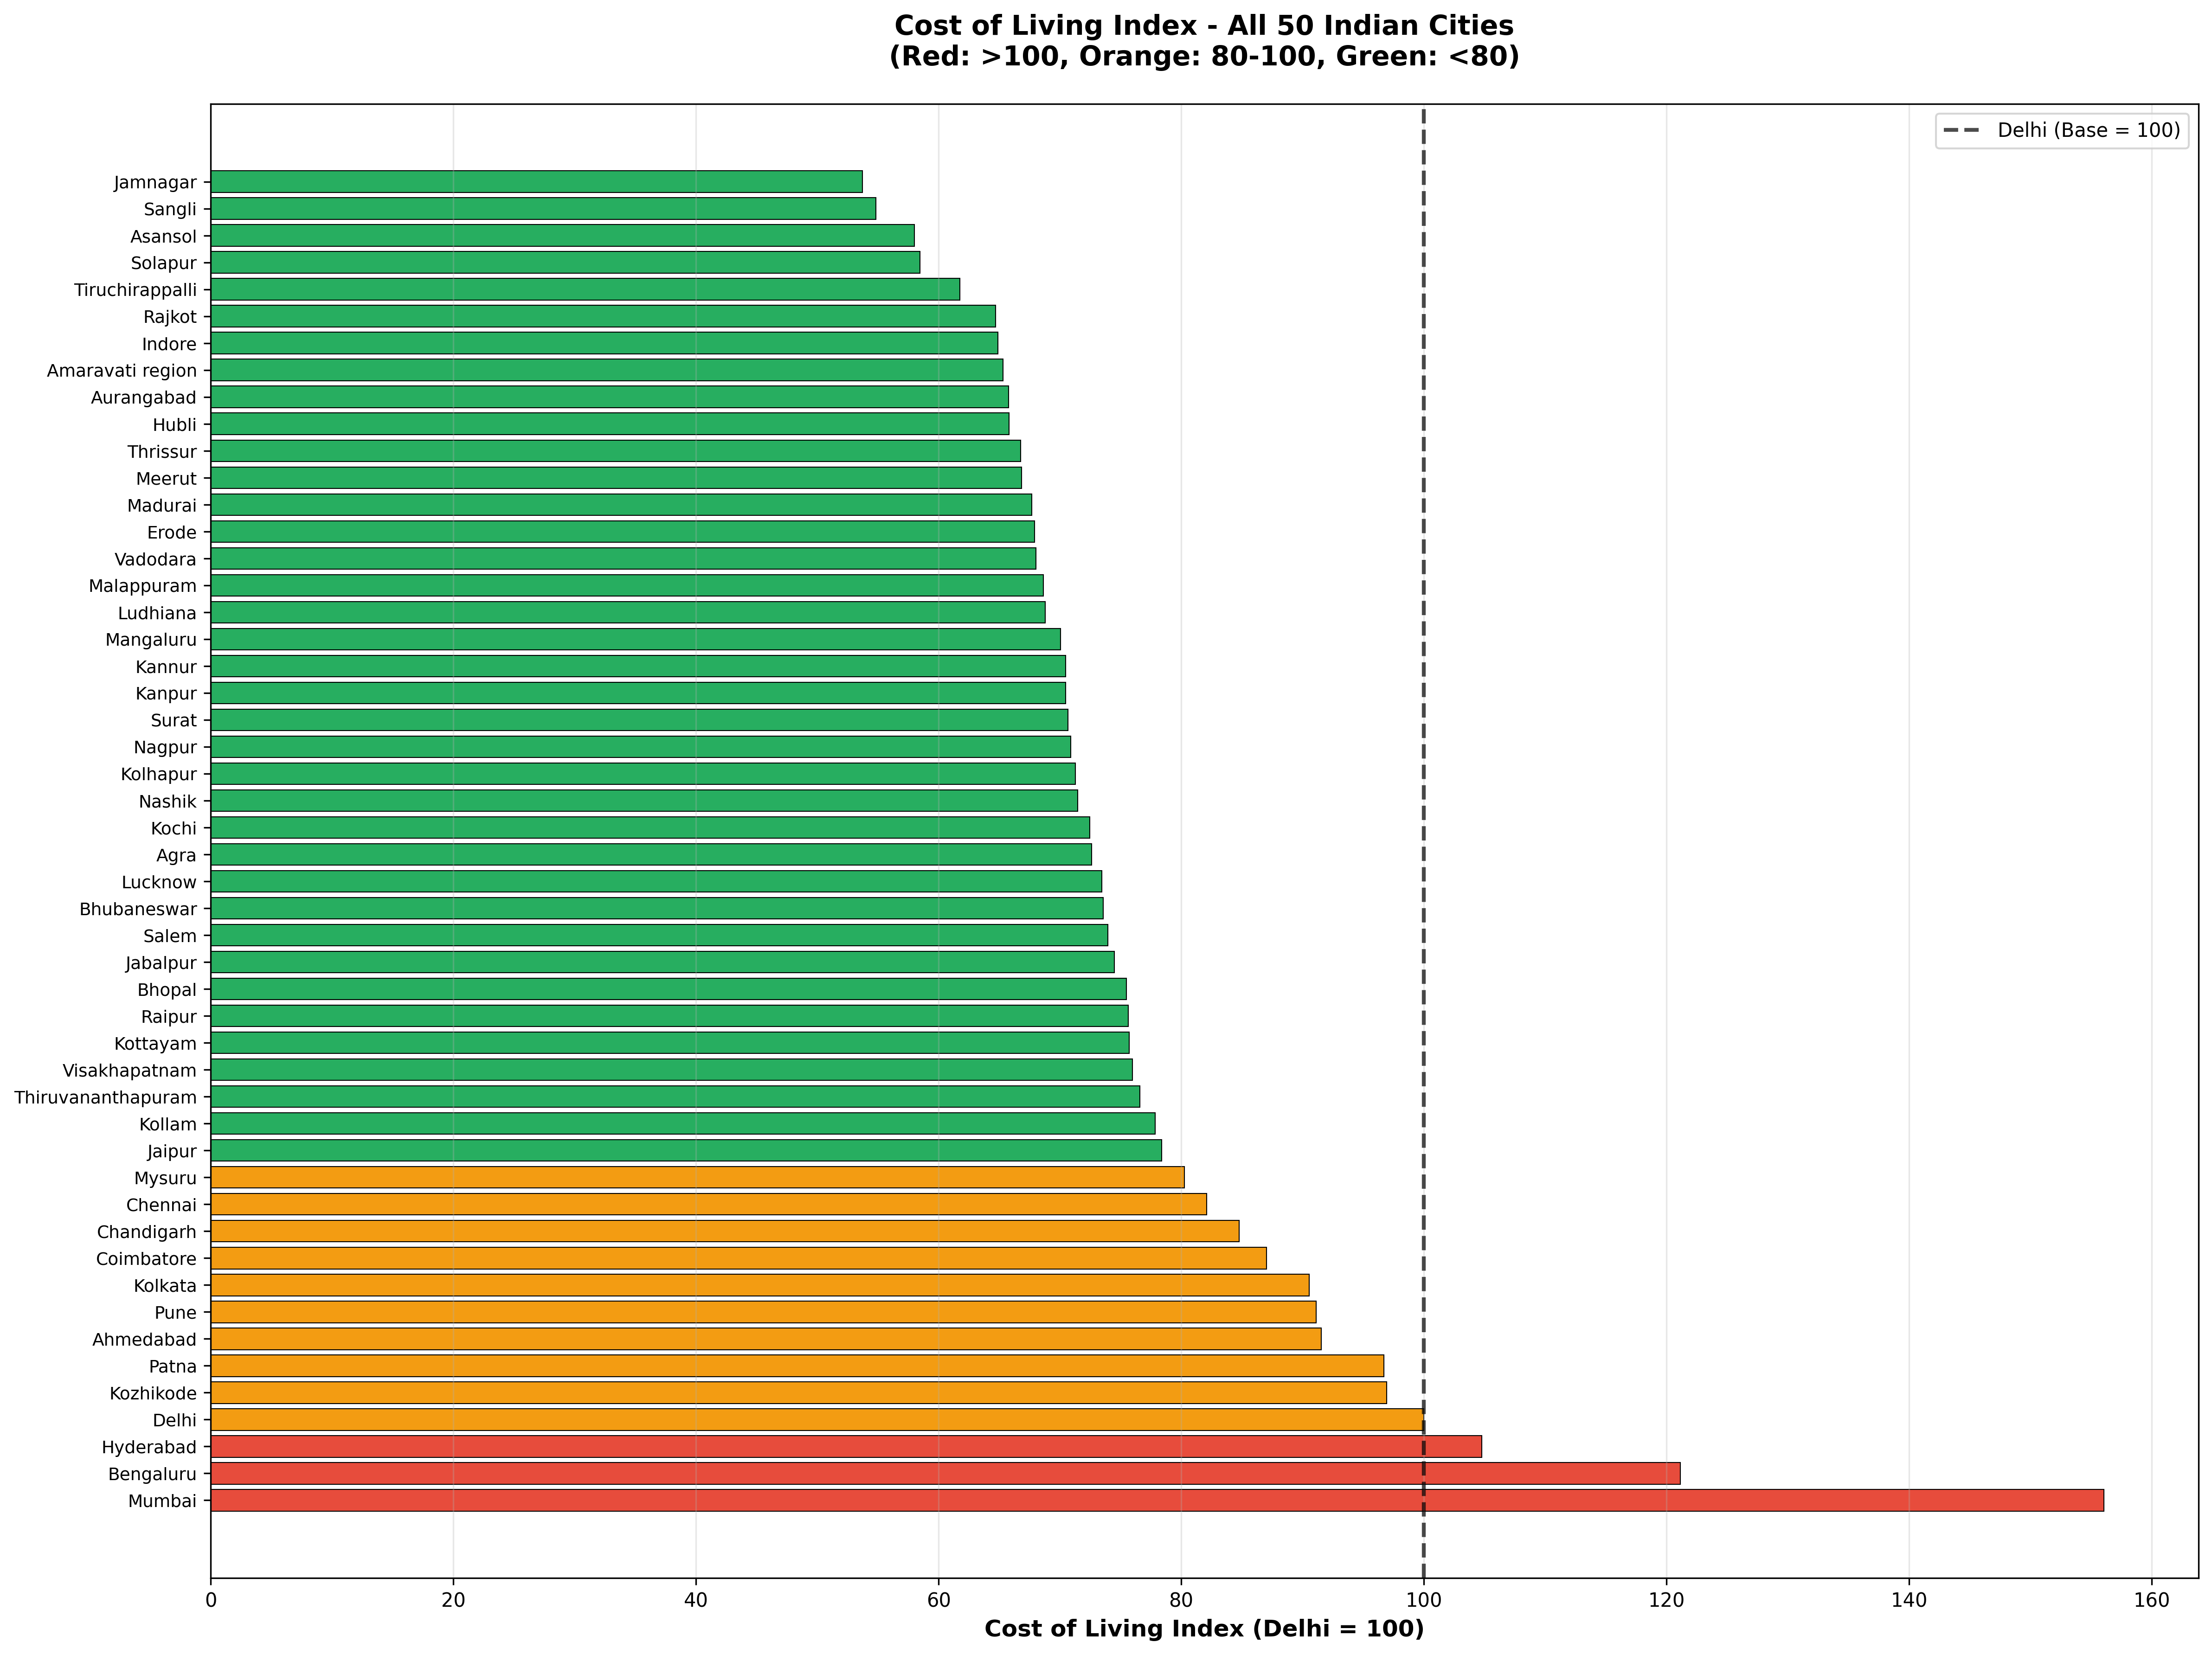 Cost of Living Index - All 50 Indian Cities
(Red: >100, Orange: 80-100, Green: <80)
Delhi (Base = 100)
Jamnagar
Sangli
Asansol
Solapur
Tiruchirappalli
Rajkot
Indore
Amaravati region
Aurangabad
Hubli
Thrissur
Meerut
Madurai
Erode
Vadodara
Malappuram
Ludhiana
Mangaluru
Kannur
Kanpur
Surat
Nagpur
Kolhapur
Nashik
Kochi
Agra
Lucknow
Bhubaneswar
Salem
Jabalpur
Bhopal
Raipur
Kottayam
Visakhapatnam
Thiruvananthapuram
Kollam
Jaipur
Mysuru
Chennai
Chandigarh
Coimbatore
Kolkata
Pune
Ahmedabad
Patna
Kozhikode
Delhi
Hyderabad
Bengaluru
Mumbai
0 20 40 60 80 100 120 140 160
Cost of Living Index (Delhi = 100)